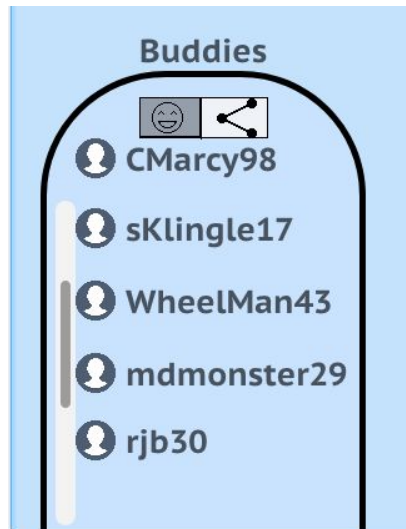 Buddies
CMarcy98
sKlingle17
WheelMan43
mdmonster29
rjb30